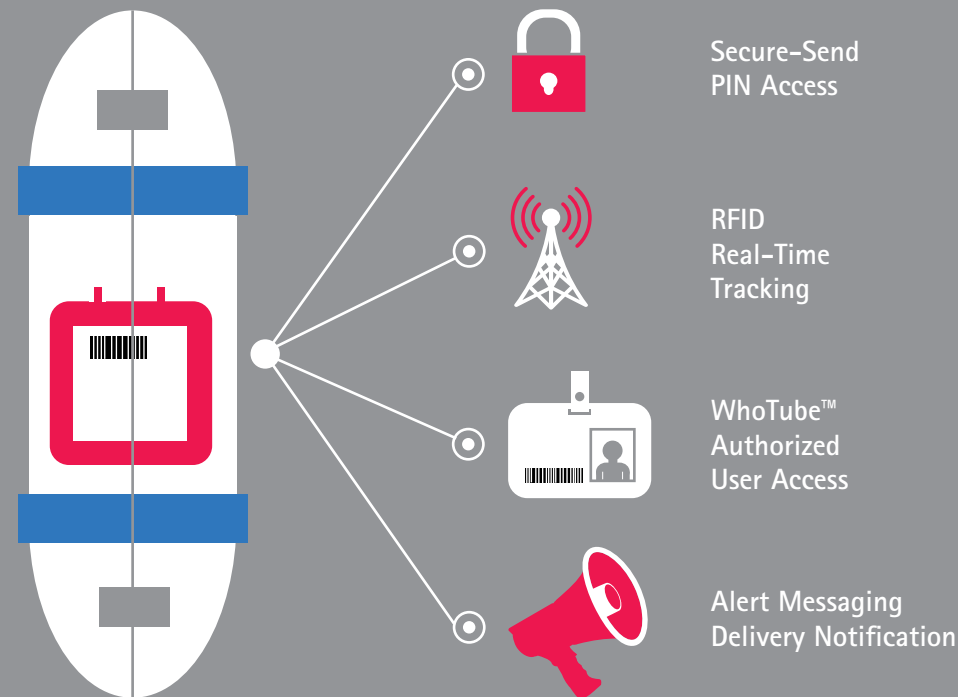 Secure-Send
PIN Access
RFID
Real-Time
Tracking
WhoTube™
Authorized
User Access
Alert Messaging
Delivery Notification